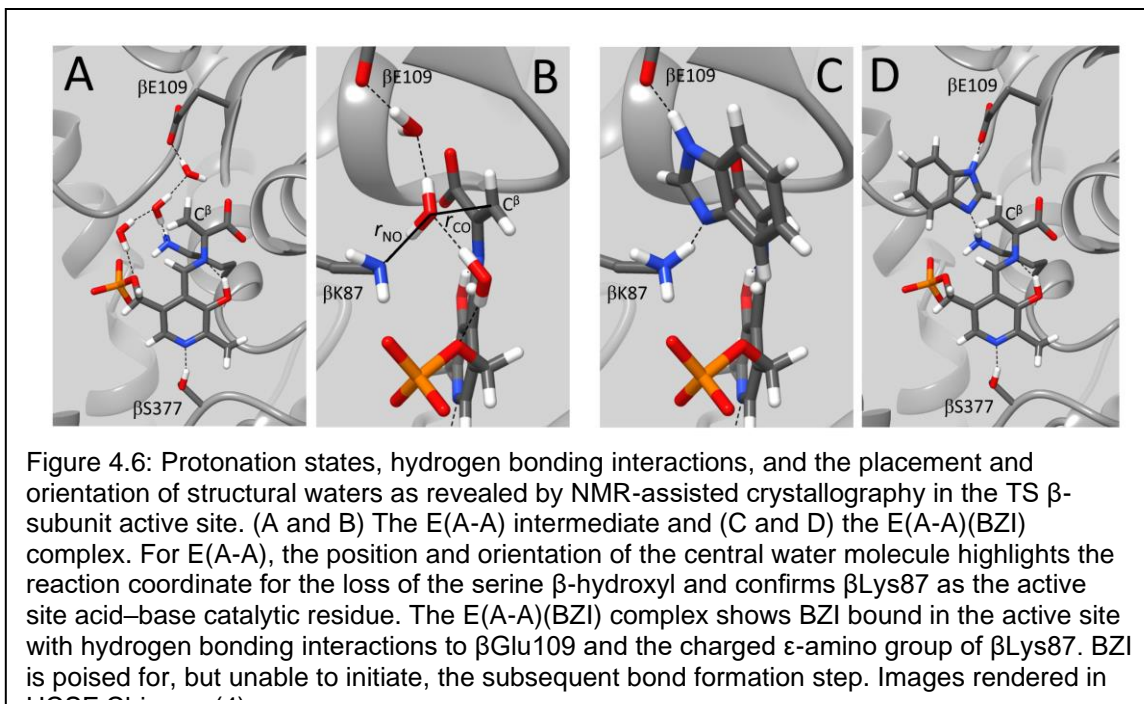 A
βE109
C^β
βS377
B
βE109
r_NO
r_CO
C^β
βK87
C
βE109
βK87
D
βE109
C^β
βS377
Figure 4.6: Protonation states, hydrogen bonding interactions, and the placement and
orientation of structural waters as revealed by NMR-assisted crystallography in the TS β-
subunit active site. (A and B) The E(A-A) intermediate and (C and D) the E(A-A)(BZI)
complex. For E(A-A), the position and orientation of the central water molecule highlights the
reaction coordinate for the loss of the serine β-hydroxyl and confirms βLys87 as the active
site acid–base catalytic residue. The E(A-A)(BZI) complex shows BZI bound in the active site
with hydrogen bonding interactions to βGlu109 and the charged ε-amino group of βLys87. BZI
is poised for, but unable to initiate, the subsequent bond formation step. Images rendered in